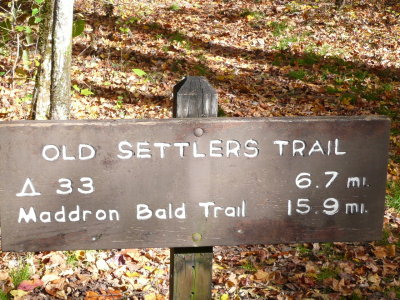 OLD SETTLERS TRAIL
△ 33 6.7 mi.
Maddron Bald Trail 15.9 mi.